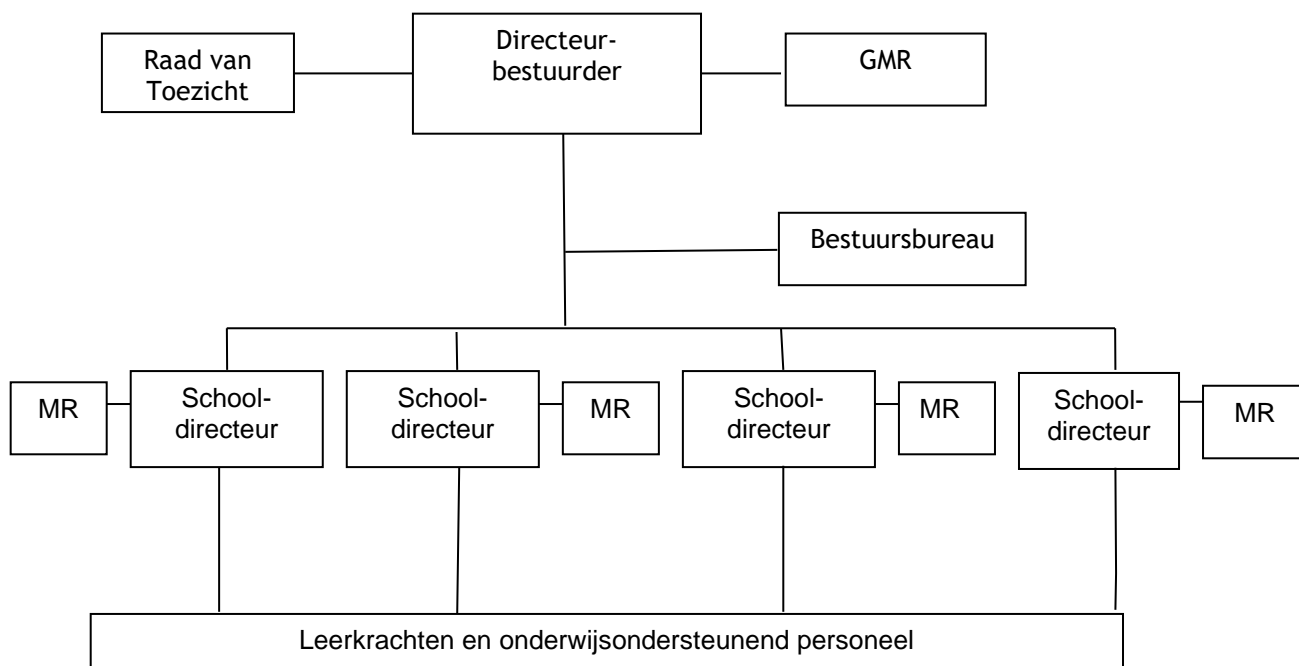 Raad van
Toezicht
Directeur-
bestuurder
GMR
Bestuursbureau
MR
School-
directeur
School-
directeur
MR
School-
directeur
MR
School-
directeur
MR
Leerkrachten en onderwijsondersteunend personeel